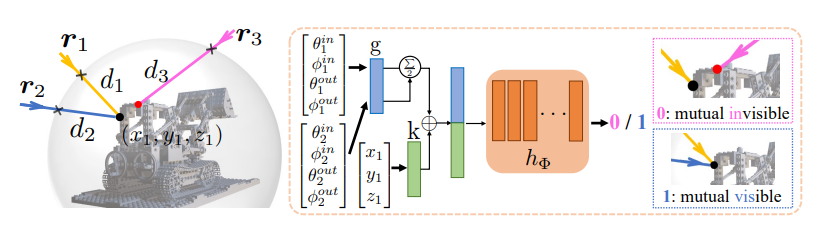 r₁
r₂
r₃
d₁
d₂
d₃
(x₁, y₁, z₁)
θ₁ⁱⁿ
ϕ₁ⁱⁿ
θ₁ᵒᵘᵗ
ϕ₁ᵒᵘᵗ
θ₂ⁱⁿ
ϕ₂ⁱⁿ
θ₂ᵒᵘᵗ
ϕ₂ᵒᵘᵗ
x₁
y₁
z₁
g
Σ/2
k
⊕
h_Φ
0 / 1
0: mutual invisible
1: mutual visible